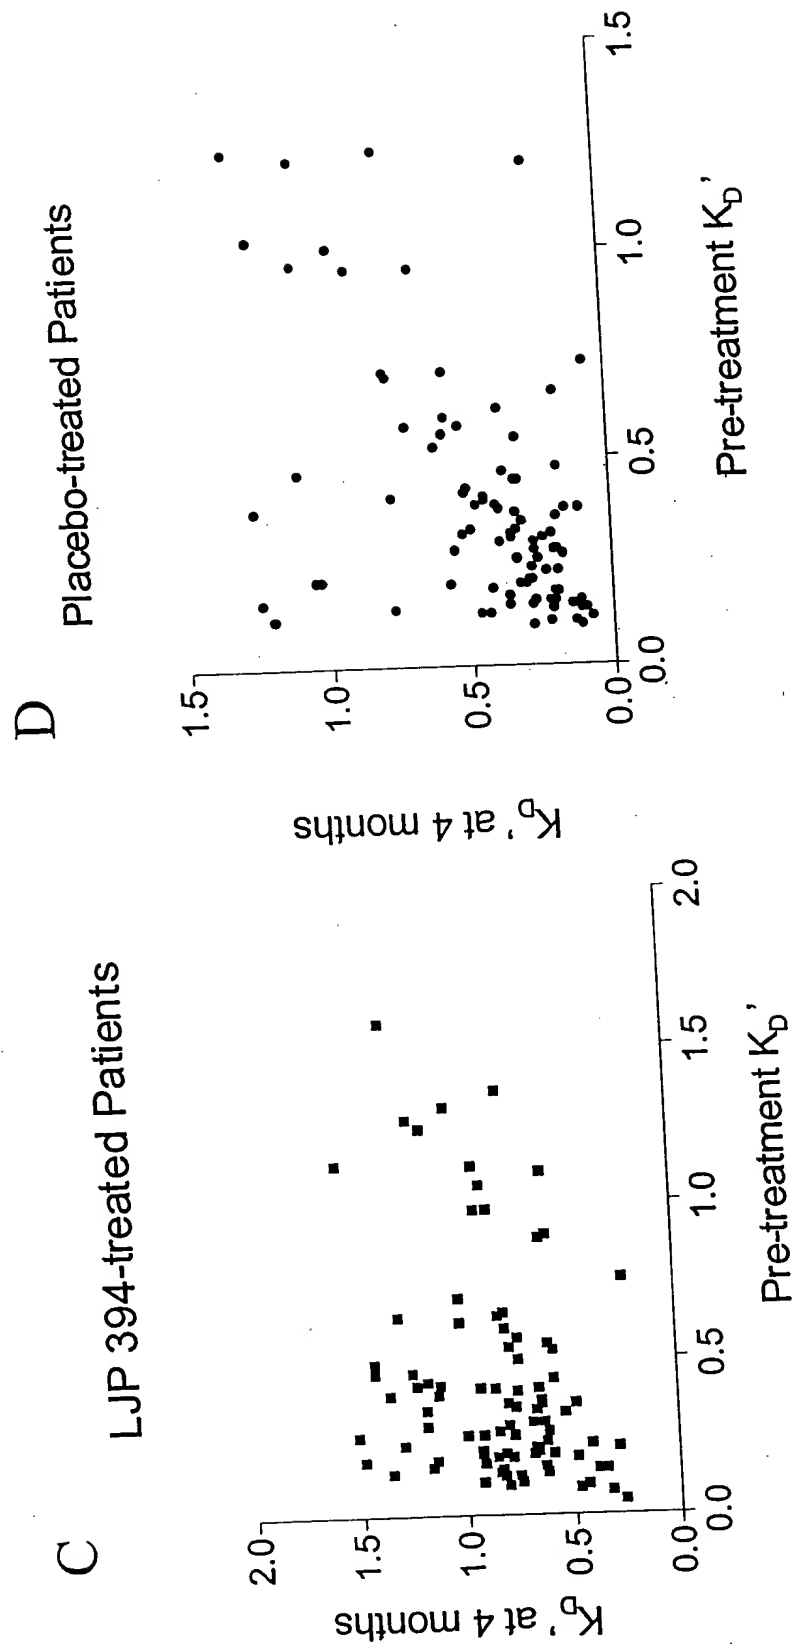 C
LJP 394-treated Patients
K_D' at 4 months
2.0
1.5
1.0
0.5
0.0
0.0
0.5
1.0
1.5
2.0
Pre-treatment K_D'
D
Placebo-treated Patients
K_D' at 4 months
1.5
1.0
0.5
0.0
0.0
0.5
1.0
1.5
Pre-treatment K_D'